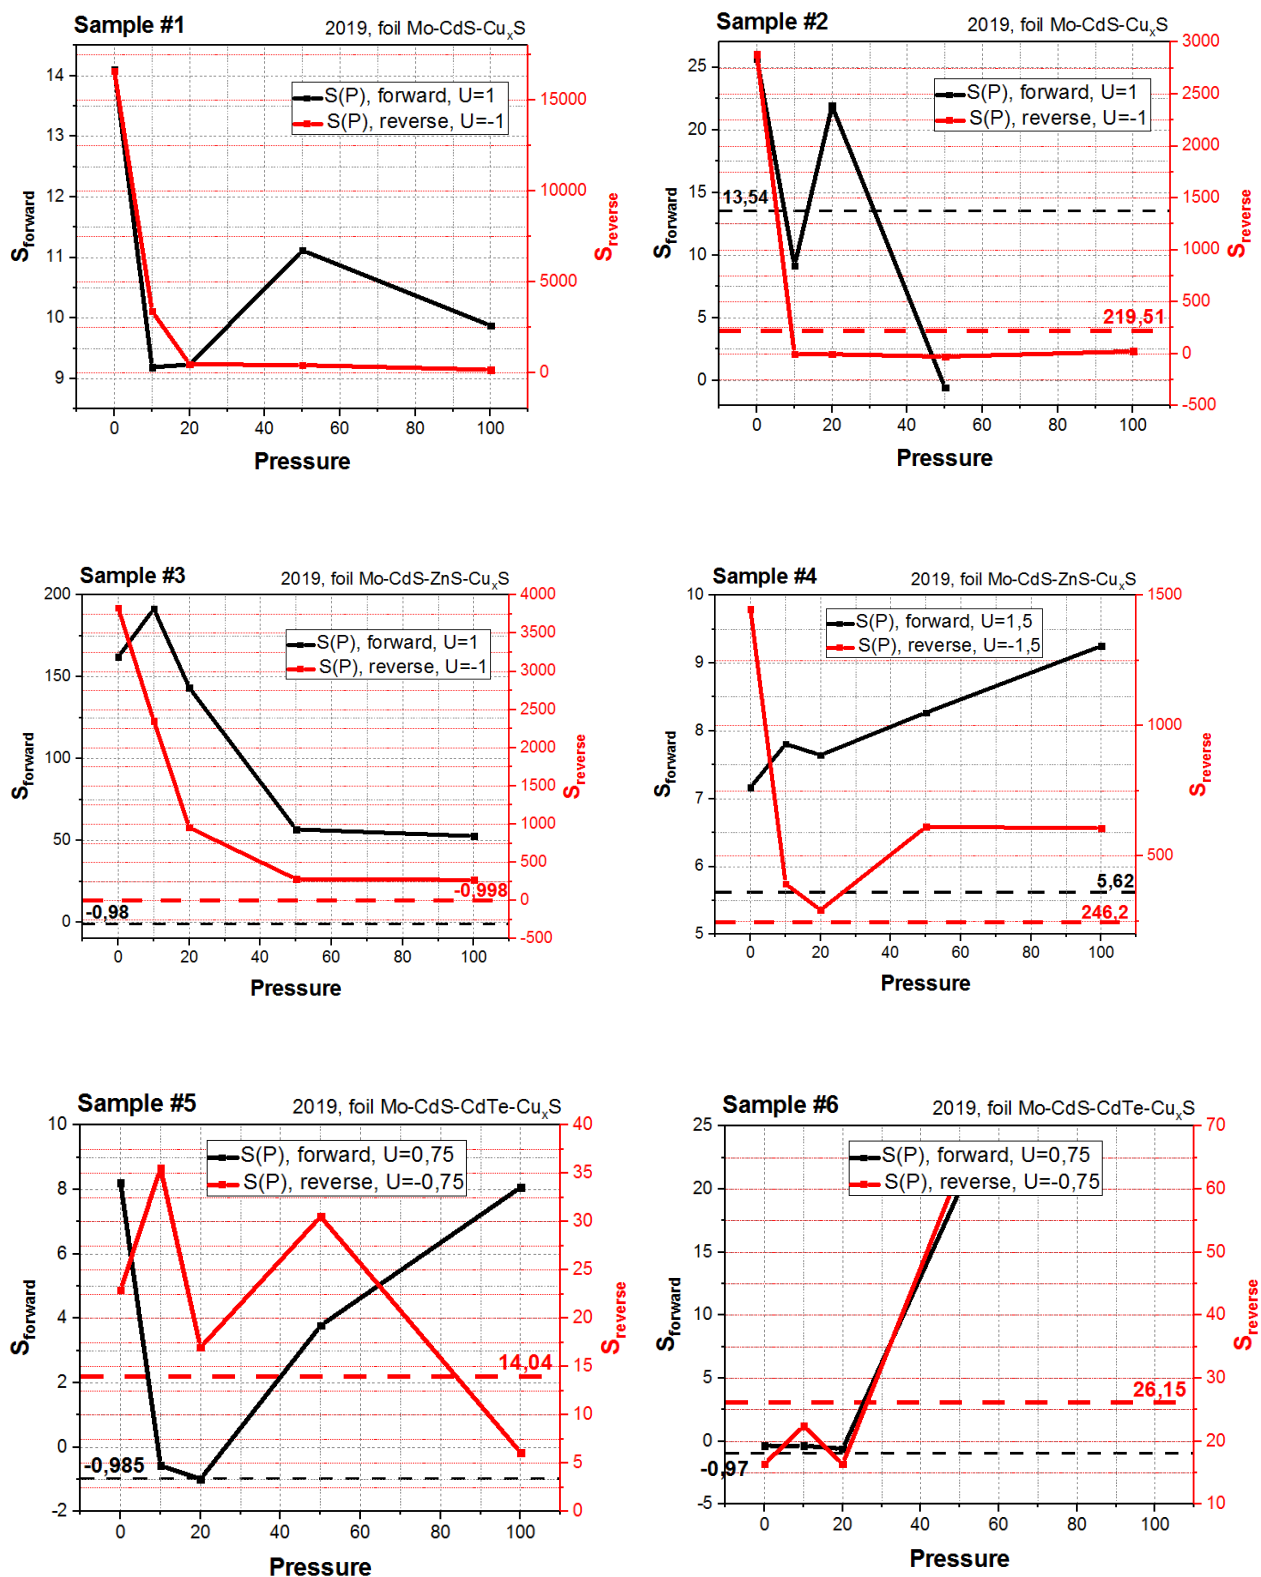 Sample #1
2019, foil Mo-CdS-CuxS
S(P), forward, U=1
S(P), reverse, U=-1
14
13
12
11
10
9
15000
10000
5000
0
Sforward
Sreverse
0 20 40 60 80 100
Pressure
Sample #2
2019, foil Mo-CdS-CuxS
S(P), forward, U=1
S(P), reverse, U=-1
25
20
15
10
5
0
13,54
219,51
3000
2500
2000
1500
1000
500
0
-500
Sforward
Sreverse
0 20 40 60 80 100
Pressure
Sample #3
2019, foil Mo-CdS-ZnS-CuxS
S(P), forward, U=1
S(P), reverse, U=-1
200
150
100
50
0
-0,98
-0,998
4000
3500
3000
2500
2000
1500
1000
500
0
-500
Sforward
Sreverse
0 20 40 60 80 100
Pressure
Sample #4
2019, foil Mo-CdS-ZnS-CuxS
S(P), forward, U=1,5
S(P), reverse, U=-1,5
10
9
8
7
6
5
5,62
246,2
1500
1000
500
Sforward
Sreverse
0 20 40 60 80 100
Pressure
Sample #5
2019, foil Mo-CdS-CdTe-CuxS
S(P), forward, U=0,75
S(P), reverse, U=-0,75
10
8
6
4
2
0
-2
14,04
-0,985
40
35
30
25
20
15
10
5
0
Sforward
Sreverse
0 20 40 60 80 100
Pressure
Sample #6
2019, foil Mo-CdS-CdTe-CuxS
S(P), forward, U=0,75
S(P), reverse, U=-0,75
25
20
15
10
5
0
-5
26,15
-0,97
70
60
50
40
30
20
10
Sforward
Sreverse
0 20 40 60 80 100
Pressure